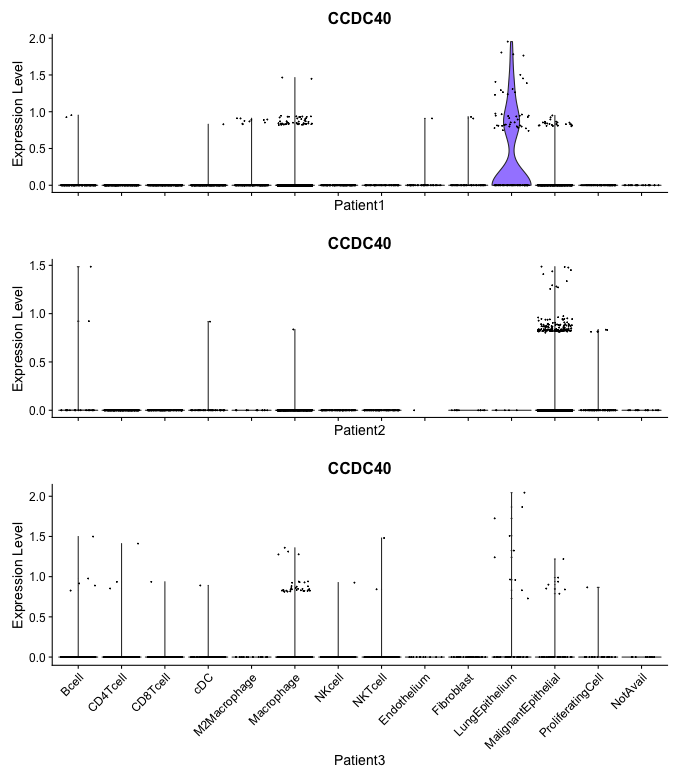 CCDC40
Expression Level
2.0
1.5
1.0
0.5
0.0
Patient1
CCDC40
Expression Level
1.5
1.0
0.5
0.0
Patient2
CCDC40
Expression Level
2.0
1.5
1.0
0.5
0.0
Bcell
CD4Tcell
CD8Tcell
cDC
M2Macrophage
Macrophage
NKcell
NKTcell
Endothelium
Fibroblast
LungEpithelium
MalignantEpithelial
ProliferatingCell
NotAvail
Patient3